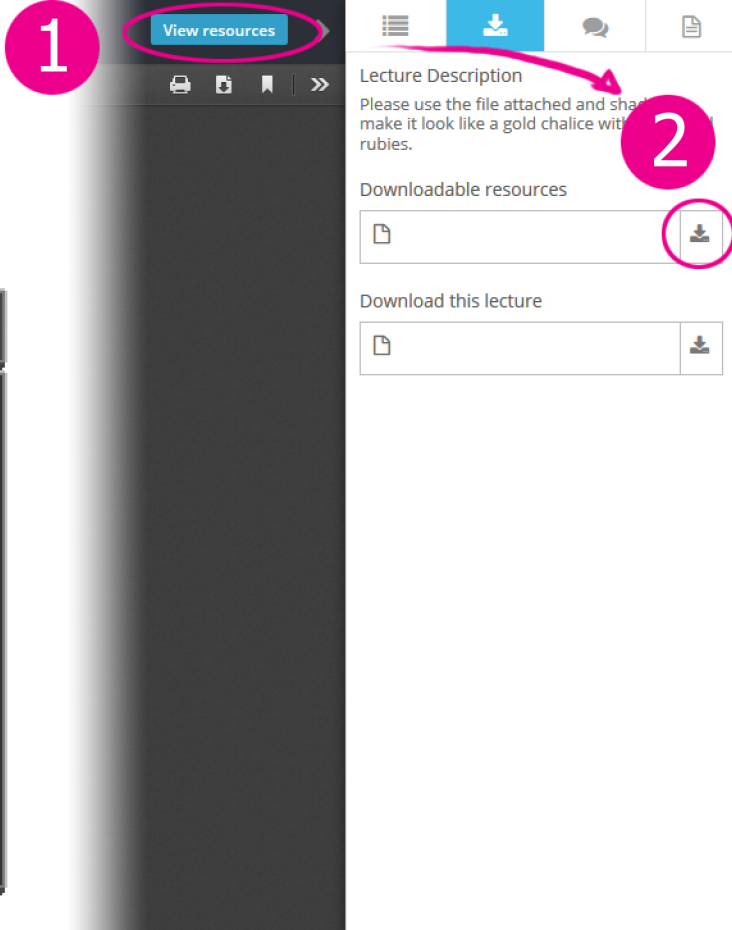 1
View resources
Lecture Description
Please use the file attached and
make it look like a gold chalice with
rubies.
2
Downloadable resources
Download this lecture